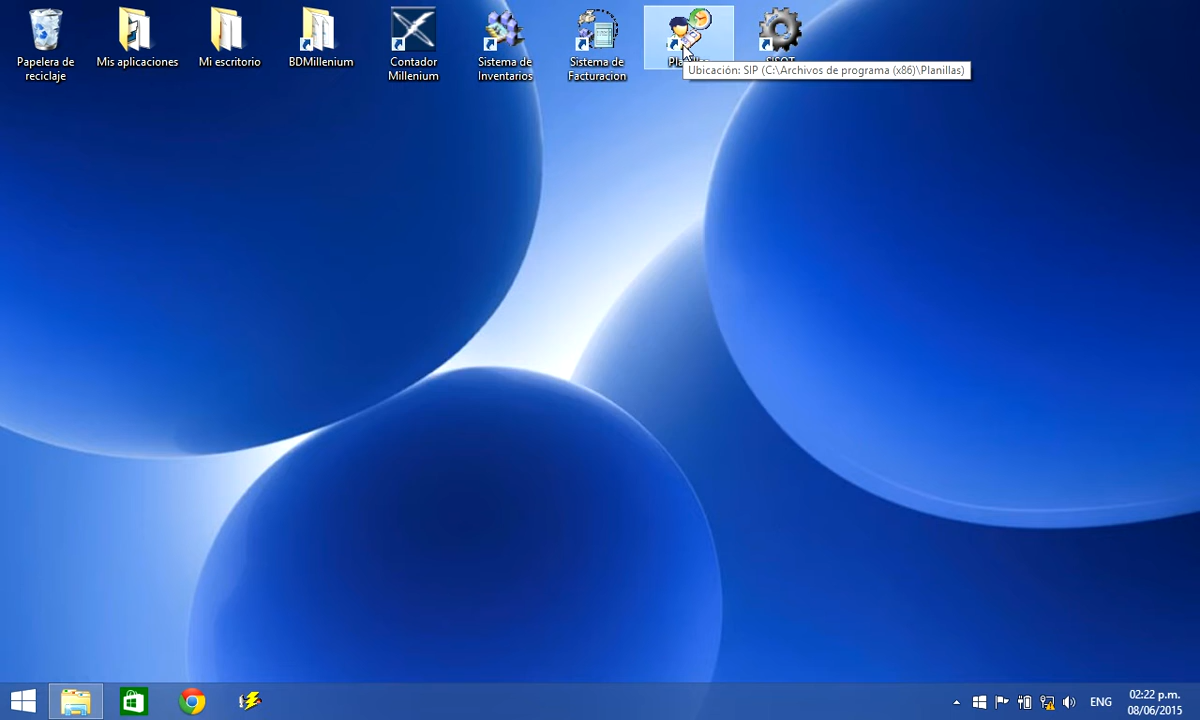 Papelera de
reciclaje
Mis aplicaciones
Mi escritorio
BDMillenium
Contador
Millenium
Sistema de
Inventarios
Sistema de
Facturacion
Ubicación: SIP (C:\Archivos de programa (x86)\Planillas)
ENG
02:22 p.m.
08/06/2015